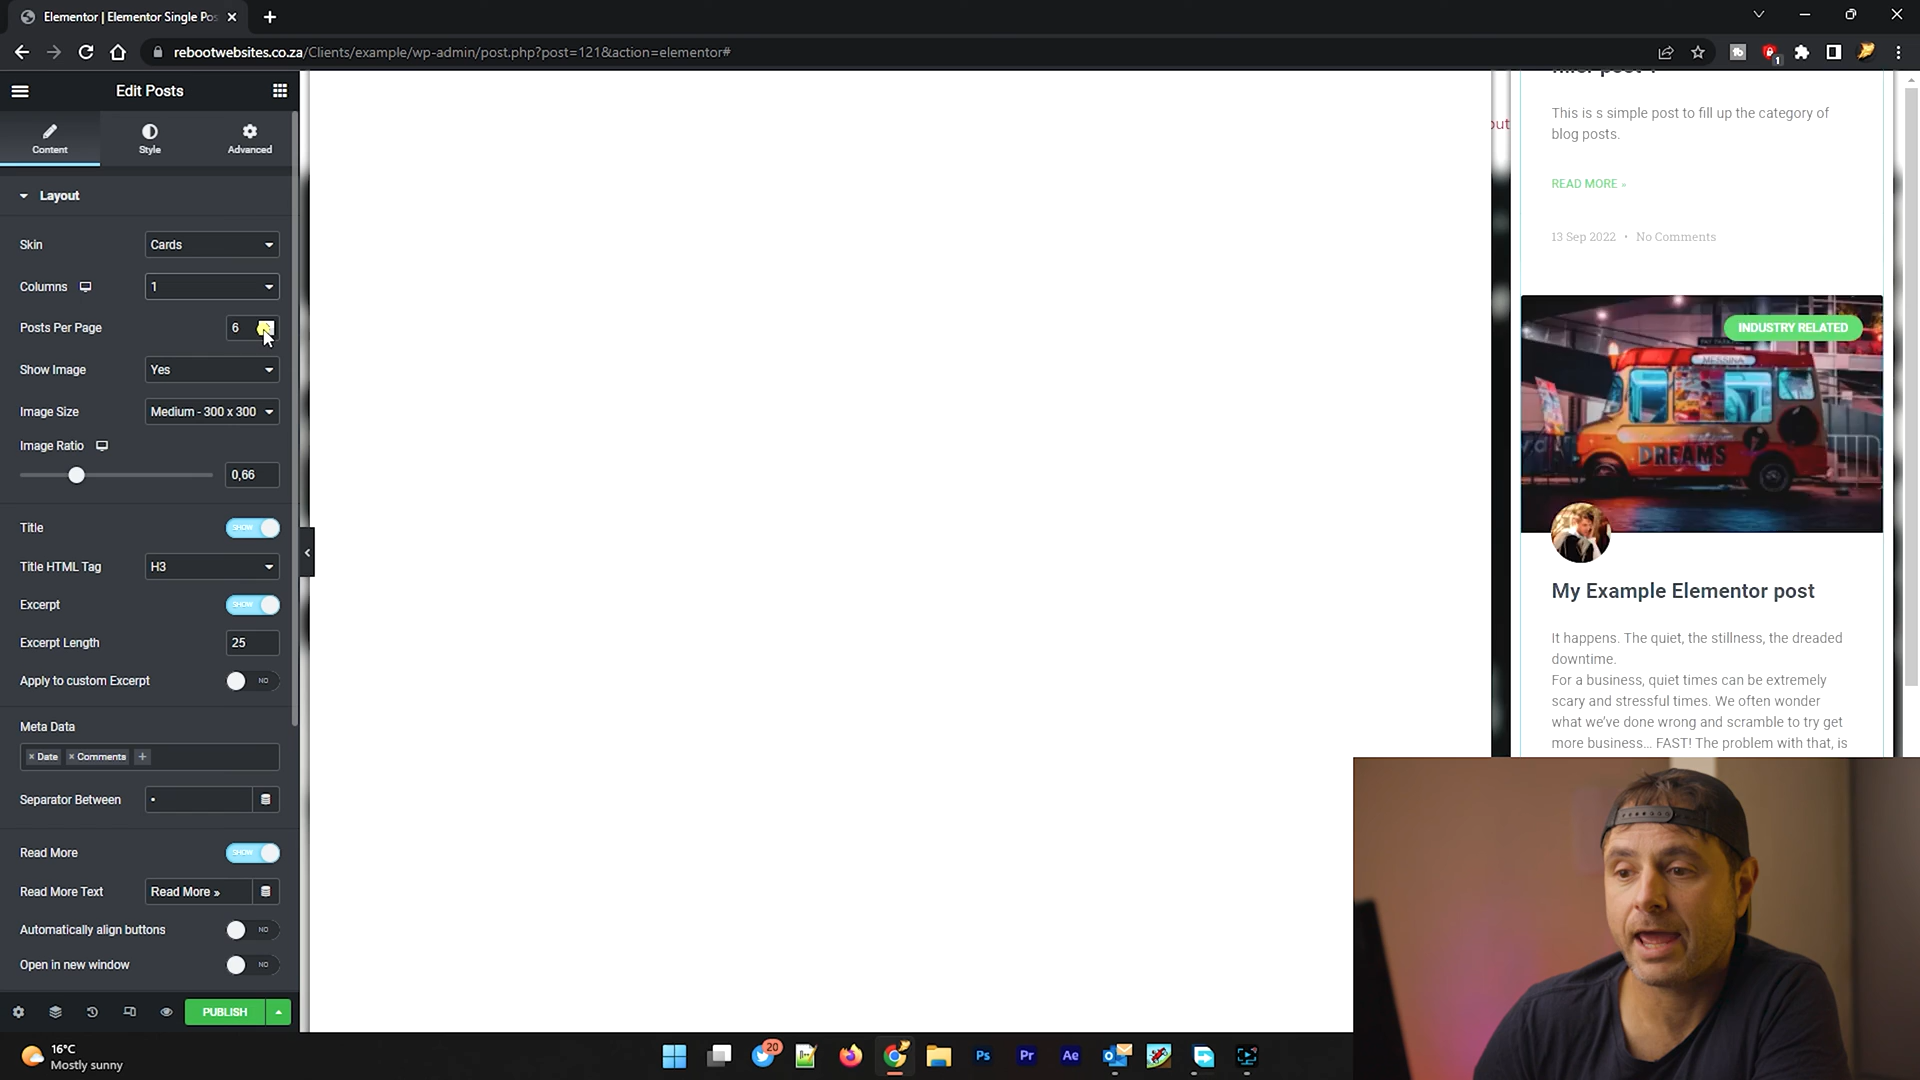 Elementor | Elementor Single Pos
rebootwebsites.co.za/Clients/example/wp-admin/post.php?post=121&action=elementor#
1
Edit Posts
Content
Style
Advanced
Layout
Skin
Cards
Columns
1
Posts Per Page
6
Show Image
Yes
Image Size
Medium - 300 x 300
Image Ratio
0,66
Title
SHOW
Title HTML Tag
H3
Excerpt
SHOW
Excerpt Length
25
Apply to custom Excerpt
NO
Meta Data
× Date × Comments +
Separator Between
•
Read More
SHOW
Read More Text
Read More »
Automatically align buttons
NO
Open in new window
NO
PUBLISH
out
This is s simple post to fill up the category of
blog posts.
READ MORE »
13 Sep 2022 • No Comments
INDUSTRY RELATED
MESSINA
DREAMS
My Example Elementor post
It happens. The quiet, the stillness, the dreaded
downtime.
For a business, quiet times can be extremely
scary and stressful times. We often wonder
what we've done wrong and scramble to try get
more business... FAST! The problem with that, is
16°C
Mostly sunny
20
Ps
Pr
Ae